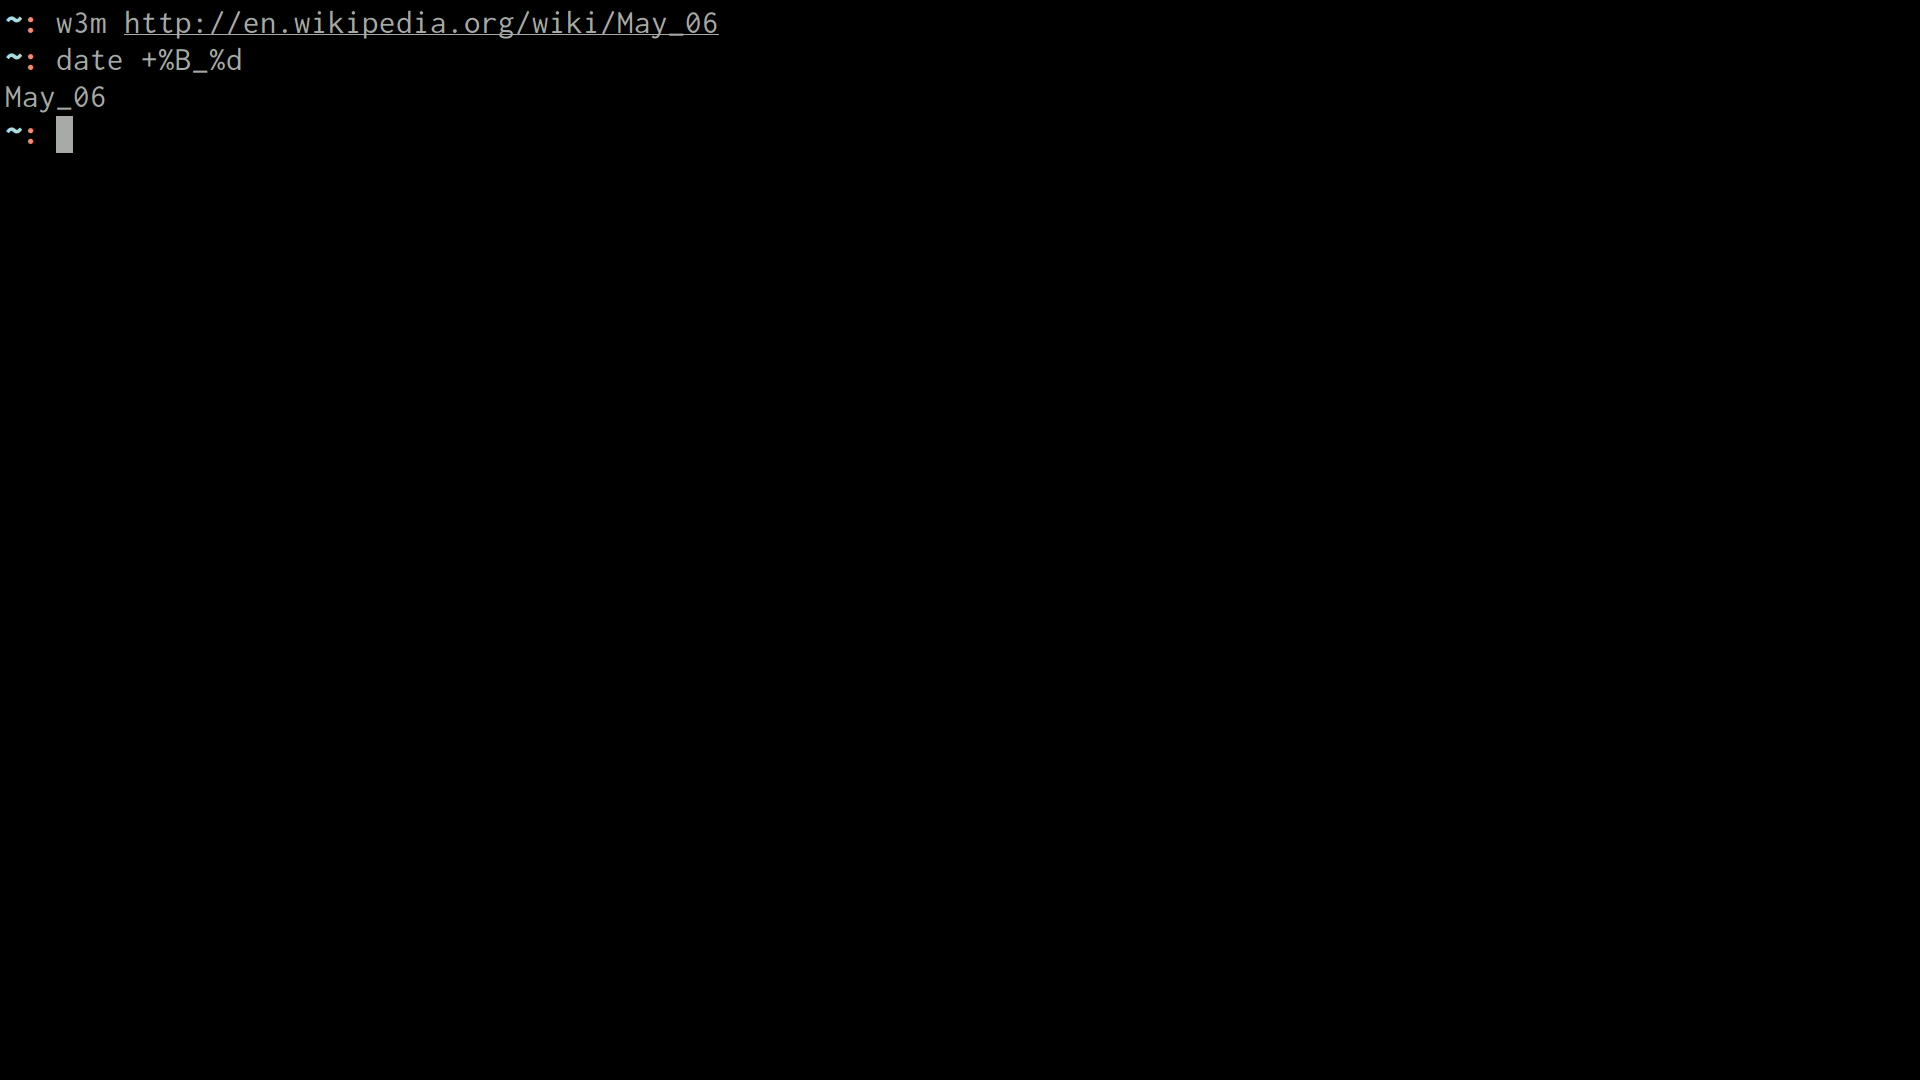 ~: w3m http://en.wikipedia.org/wiki/May_06
~: date +%B_%d
May_06
~: